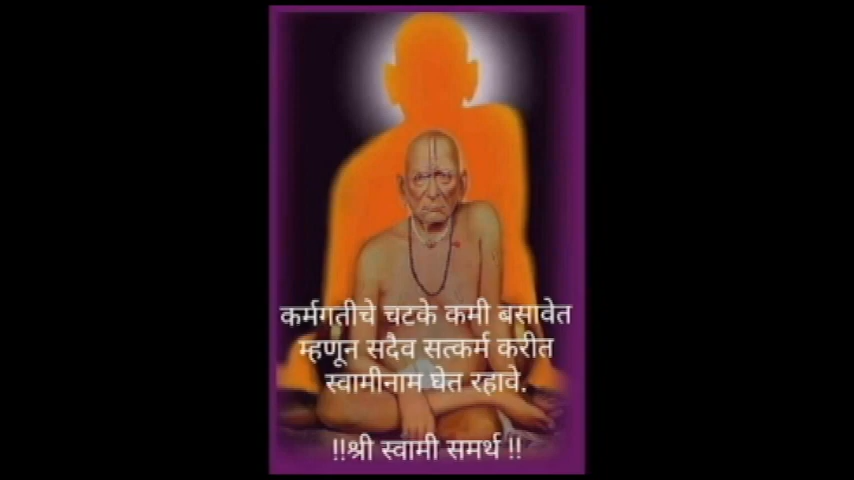 कर्मगतीचे चटके कमी बसावेत
म्हणून सदैव सत्कर्म करीत
स्वामीनाम घेत रहावे.
!!श्री स्वामी समर्थ !!